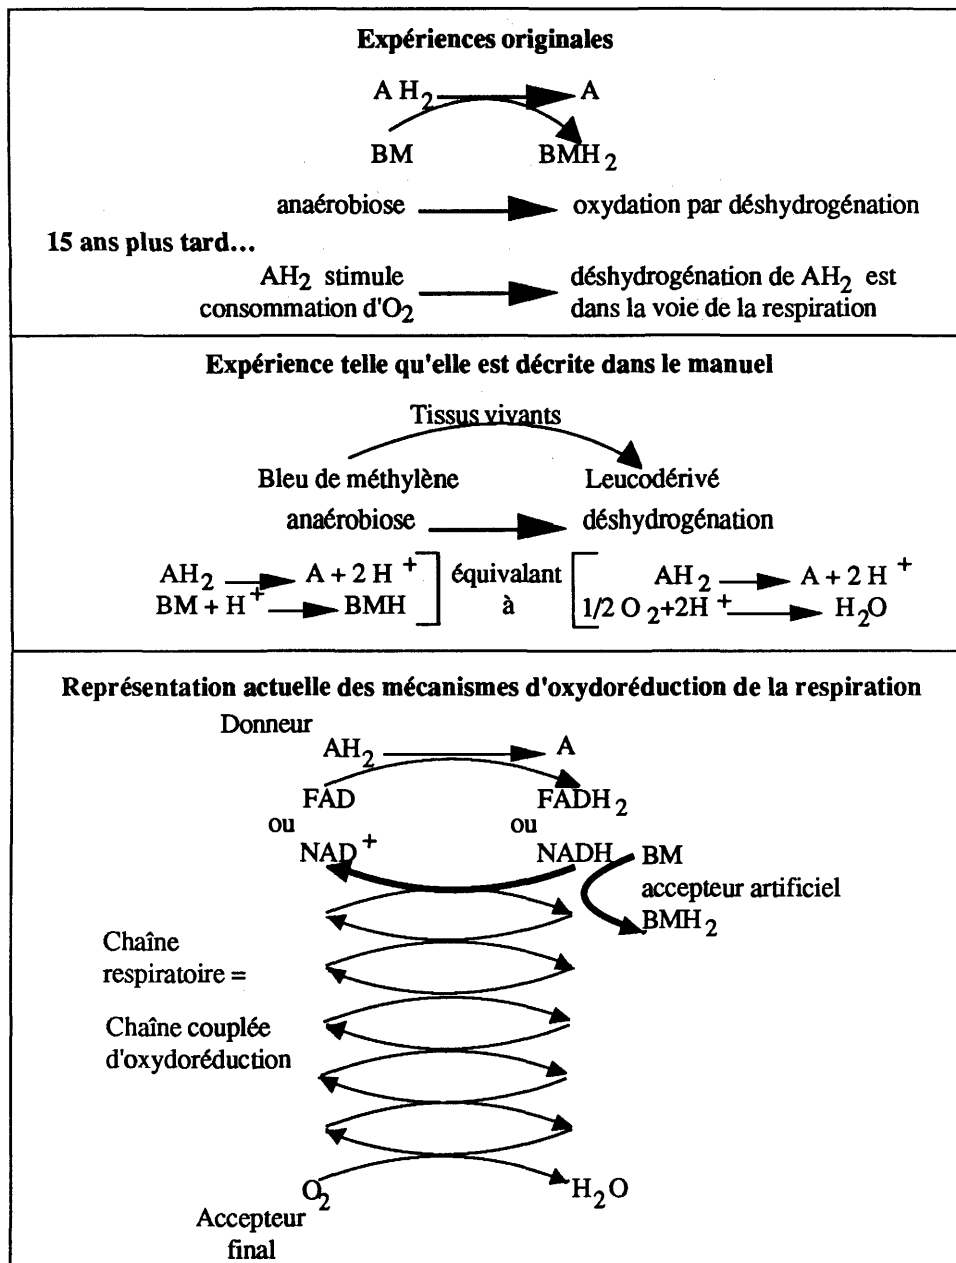 Expériences originales
A H2 A
BM BMH2
anaérobiose oxydation par déshydrogénation
15 ans plus tard...
AH2 stimule déshydrogénation de AH2 est
consommation d'O2 dans la voie de la respiration
Expérience telle qu'elle est décrite dans le manuel
Tissus vivants
Bleu de méthylène Leucodérivé
anaérobiose déshydrogénation
AH2 A + 2 H + équivalant AH2 A + 2 H +
BM + H+ BMH à 1/2 O2+2H+ H2O
Représentation actuelle des mécanismes d'oxydoréduction de la respiration
Donneur
AH2 A
FAD FADH2
ou ou
NAD+ NADH BM
accepteur artificiel
BMH2
Chaîne
respiratoire =
Chaîne couplée
d'oxydoréduction
O2 H2O
Accepteur
final